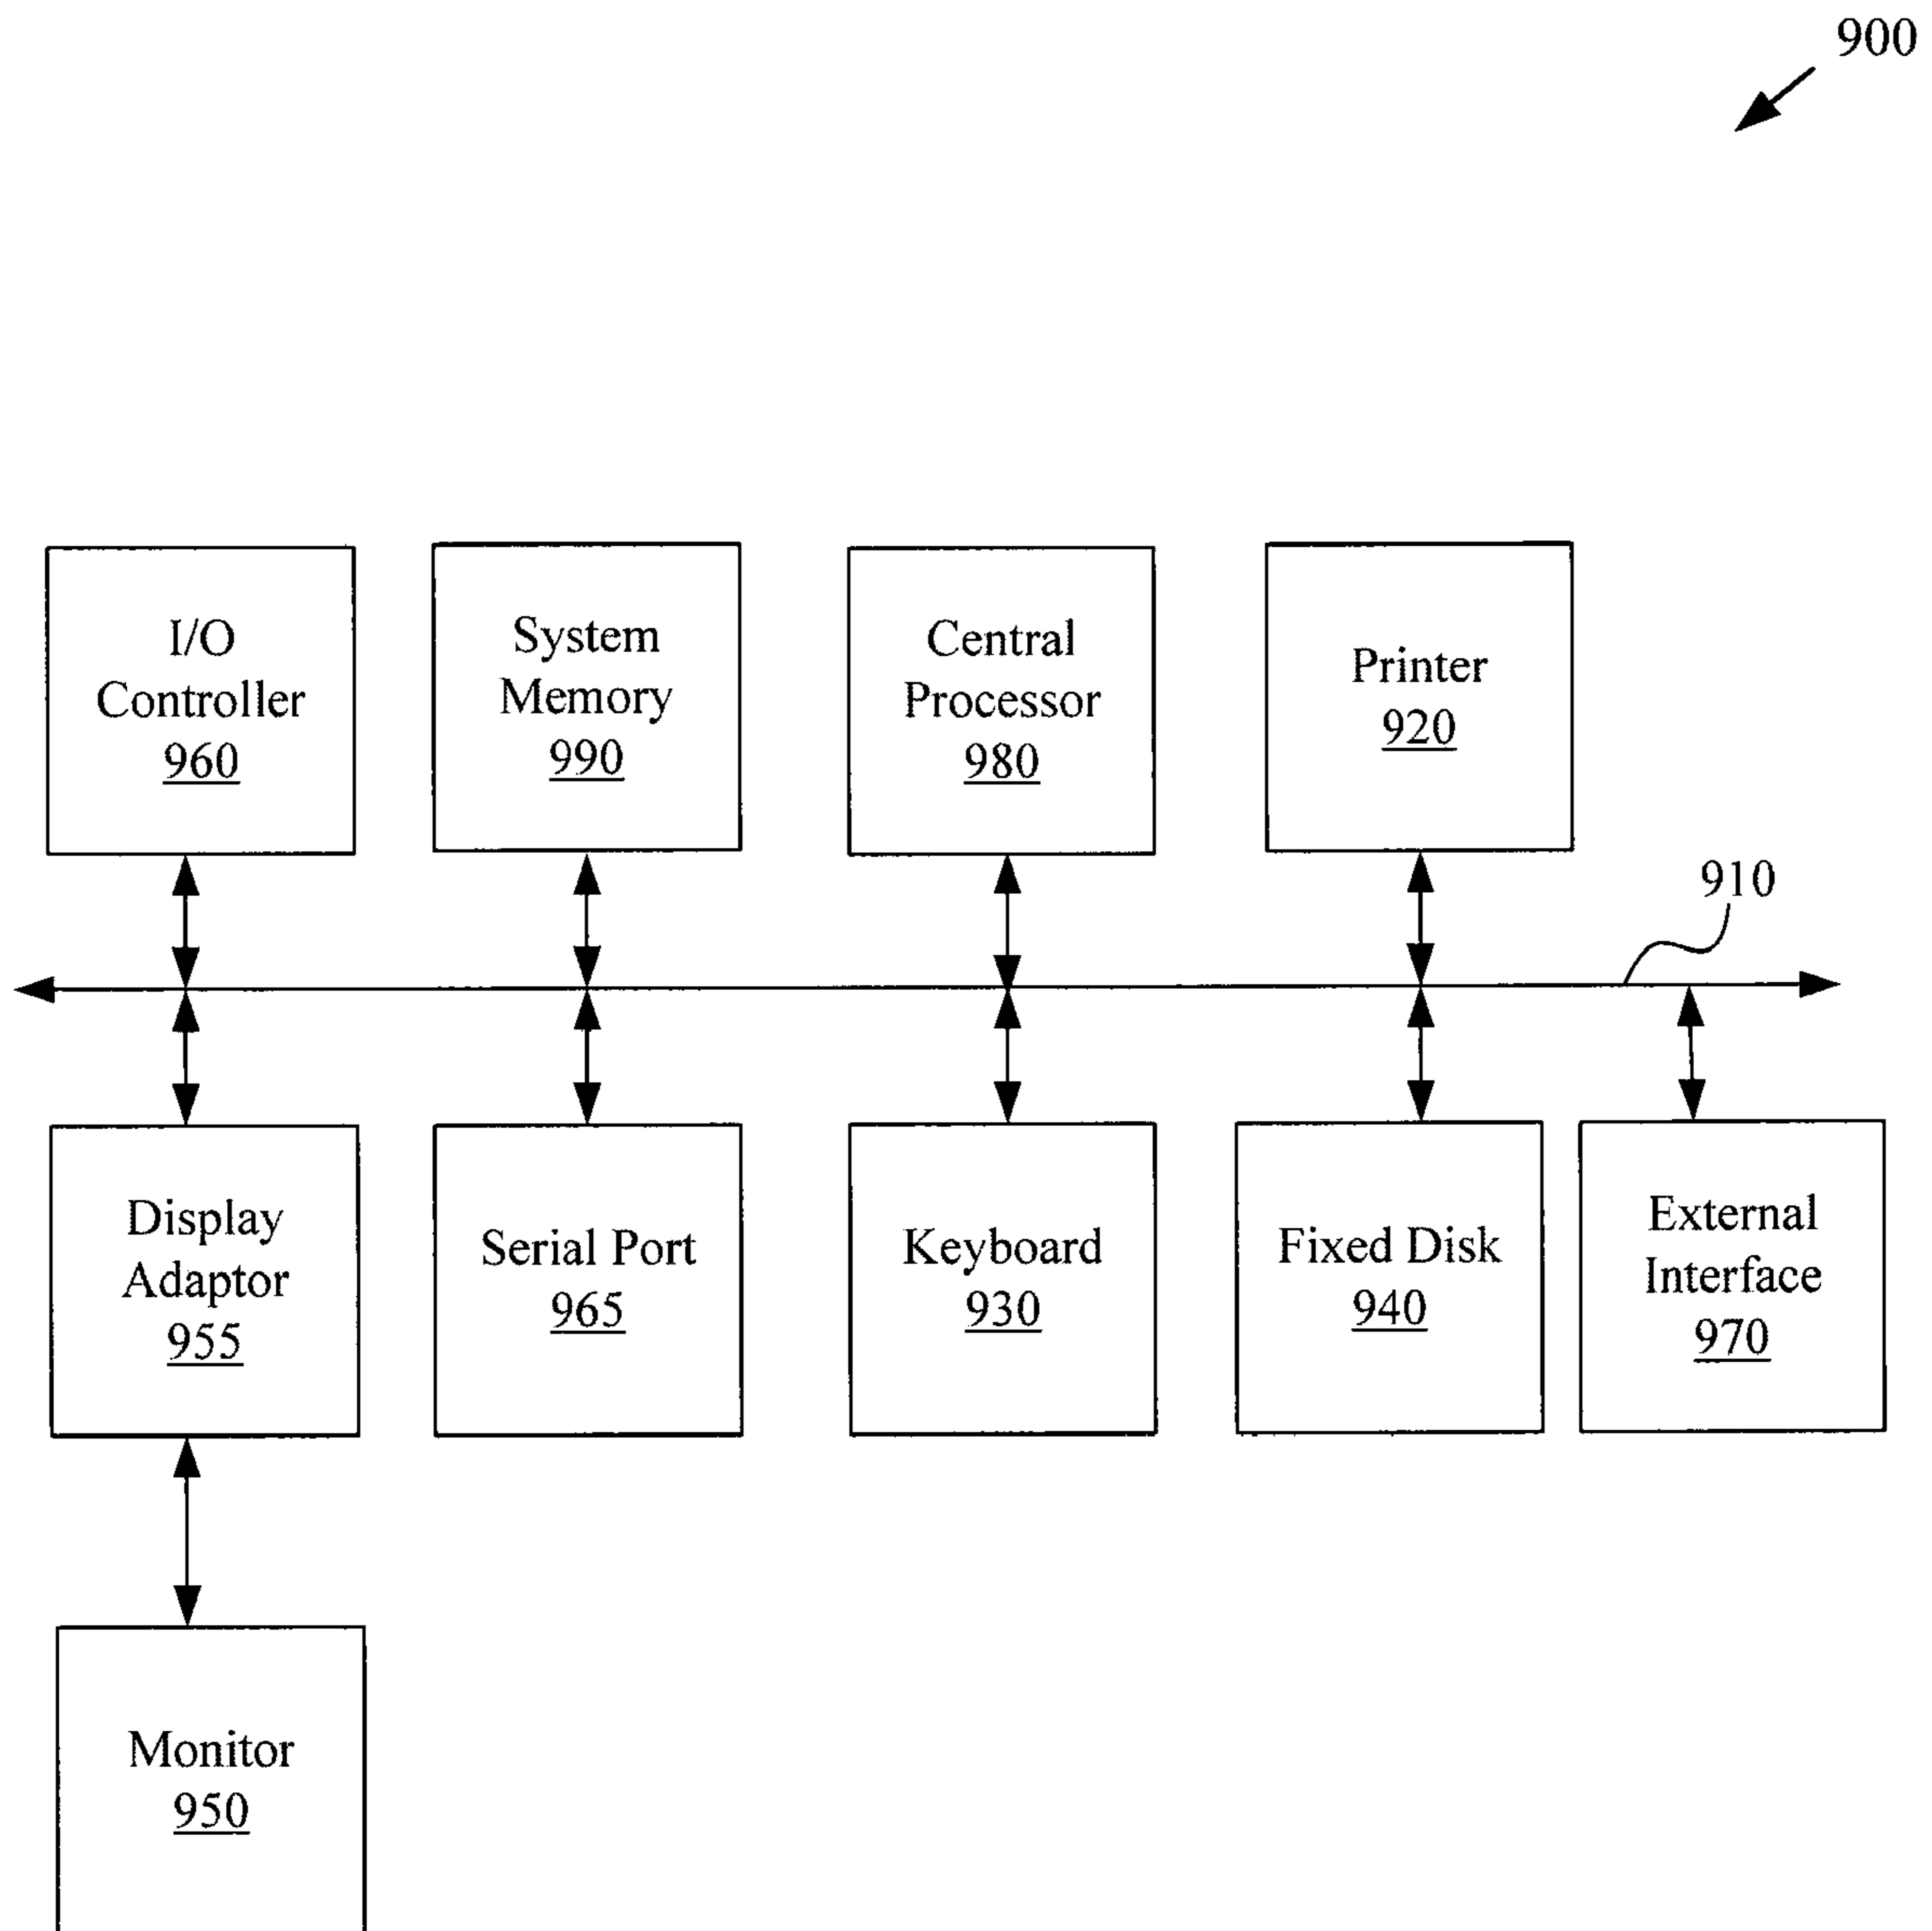 900
I/O
Controller
960
System
Memory
990
Central
Processor
980
Printer
920
910
Display
Adaptor
955
Serial Port
965
Keyboard
930
Fixed Disk
940
External
Interface
970
Monitor
950